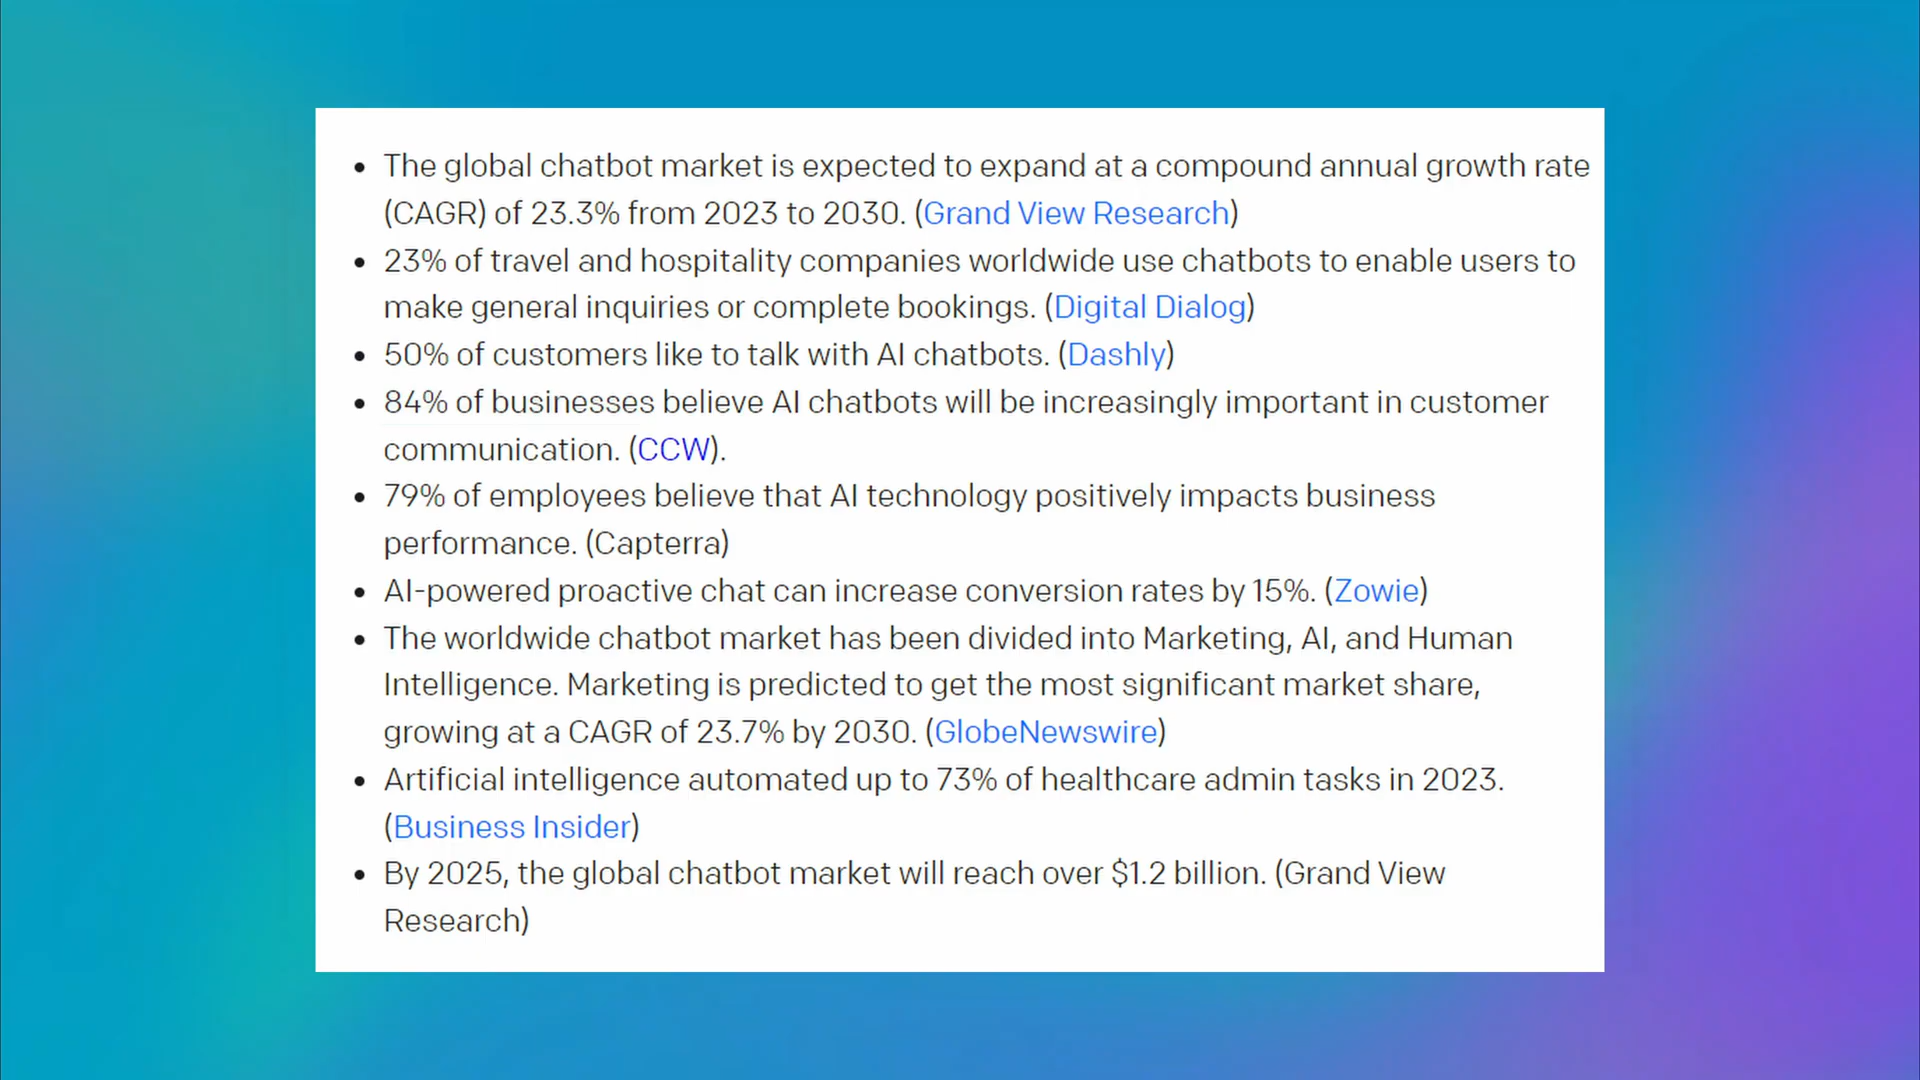 • The global chatbot market is expected to expand at a compound annual growth rate
(CAGR) of 23.3% from 2023 to 2030. (Grand View Research)
• 23% of travel and hospitality companies worldwide use chatbots to enable users to
make general inquiries or complete bookings. (Digital Dialog)
• 50% of customers like to talk with AI chatbots. (Dashly)
• 84% of businesses believe AI chatbots will be increasingly important in customer
communication. (CCW).
• 79% of employees believe that AI technology positively impacts business
performance. (Capterra)
• AI-powered proactive chat can increase conversion rates by 15%. (Zowie)
• The worldwide chatbot market has been divided into Marketing, AI, and Human
Intelligence. Marketing is predicted to get the most significant market share,
growing at a CAGR of 23.7% by 2030. (GlobeNewswire)
• Artificial intelligence automated up to 73% of healthcare admin tasks in 2023.
(Business Insider)
• By 2025, the global chatbot market will reach over $1.2 billion. (Grand View
Research)